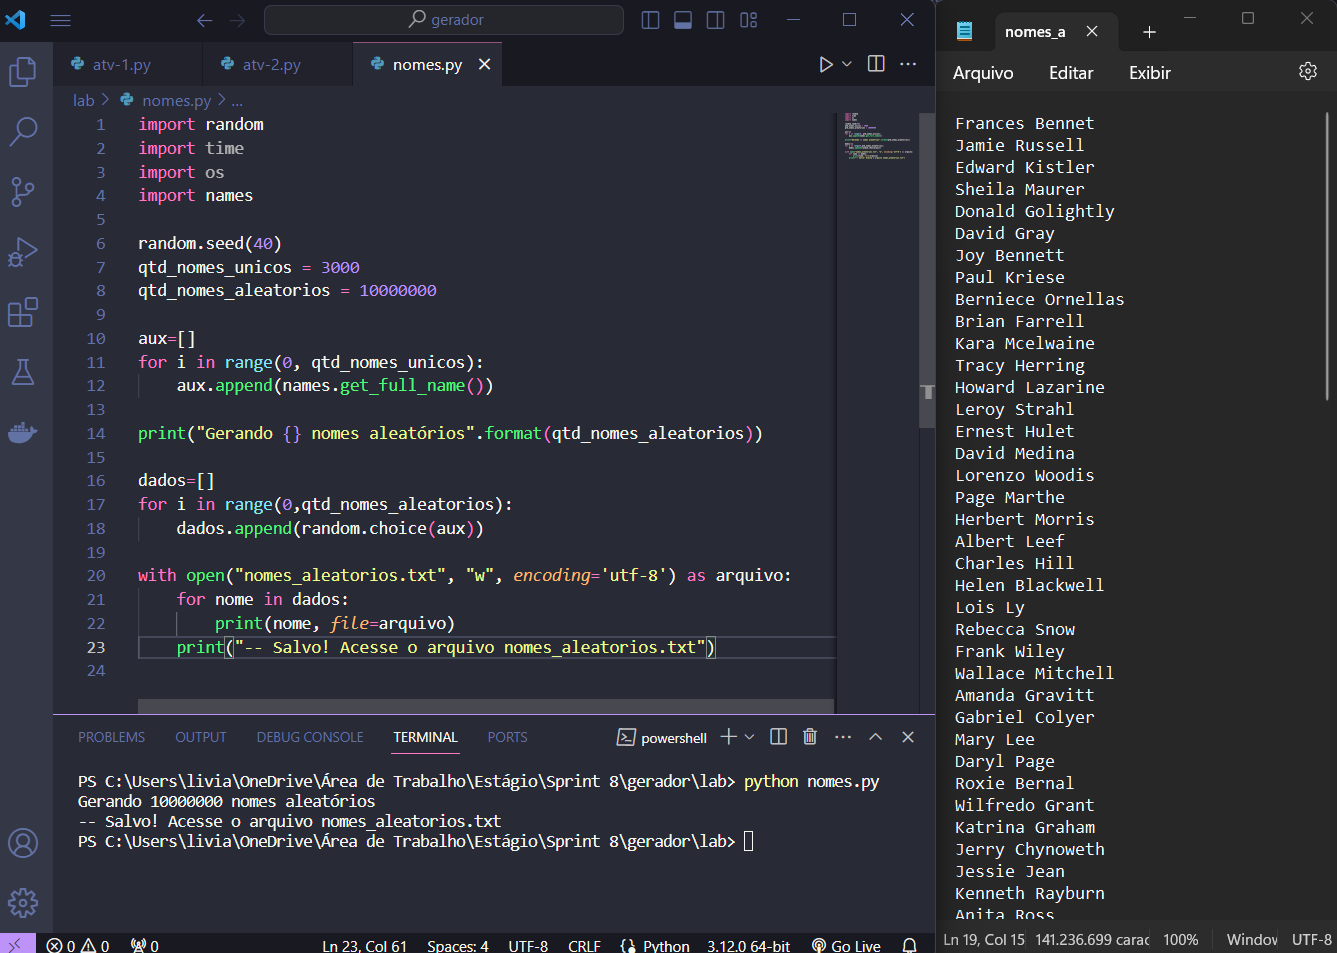 gerador
atv-1.py
atv-2.py
nomes.py
lab > nomes.py > ...
1 import random
2 import time
3 import os
4 import names
5
6 random.seed(40)
7 qtd_nomes_unicos = 3000
8 qtd_nomes_aleatorios = 10000000
9
10 aux=[]
11 for i in range(0, qtd_nomes_unicos):
12 aux.append(names.get_full_name())
13
14 print("Gerando {} nomes aleatórios".format(qtd_nomes_aleatorios))
15
16 dados=[]
17 for i in range(0,qtd_nomes_aleatorios):
18 dados.append(random.choice(aux))
19
20 with open("nomes_aleatorios.txt", "w", encoding='utf-8') as arquivo:
21 for nome in dados:
22 print(nome, file=arquivo)
23 print("-- Salvo! Acesse o arquivo nomes_aleatorios.txt")
24
PROBLEMS OUTPUT DEBUG CONSOLE TERMINAL PORTS
powershell
PS C:\Users\livia\OneDrive\Área de Trabalho\Estágio\Sprint 8\gerador\lab> python nomes.py
Gerando 10000000 nomes aleatórios
-- Salvo! Acesse o arquivo nomes_aleatorios.txt
PS C:\Users\livia\OneDrive\Área de Trabalho\Estágio\Sprint 8\gerador\lab>
0 0 0 Ln 23, Col 61 Spaces: 4 UTF-8 CRLF Python 3.12.0 64-bit Go Live
nomes_a
Arquivo Editar Exibir
Frances Bennet
Jamie Russell
Edward Kistler
Sheila Maurer
Donald Golightly
David Gray
Joy Bennett
Paul Kriese
Berniece Ornellas
Brian Farrell
Kara Mcelwaine
Tracy Herring
Howard Lazarine
Leroy Strahl
Ernest Hulet
David Medina
Lorenzo Woodis
Page Marthe
Herbert Morris
Albert Leef
Charles Hill
Helen Blackwell
Lois Ly
Rebecca Snow
Frank Wiley
Wallace Mitchell
Amanda Gravitt
Gabriel Colyer
Mary Lee
Daryl Page
Roxie Bernal
Wilfredo Grant
Katrina Graham
Jerry Chynoweth
Jessie Jean
Kenneth Rayburn
Anita Ross
Ln 19, Col 15 141.236.699 carac 100% Window UTF-8